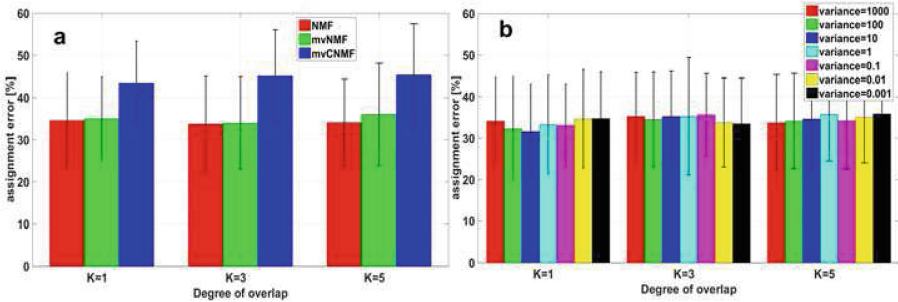 a
NMF
mvNMF
mvCNMF
assignment error [%]
60
50
40
30
20
10
0
K=1
K=3
K=5
Degree of overlap
b
variance=1000
variance=100
variance=10
variance=1
variance=0.1
variance=0.01
variance=0.001
assignment error [%]
60
50
40
30
20
10
0
K=1
K=3
K=5
Degree of overlap